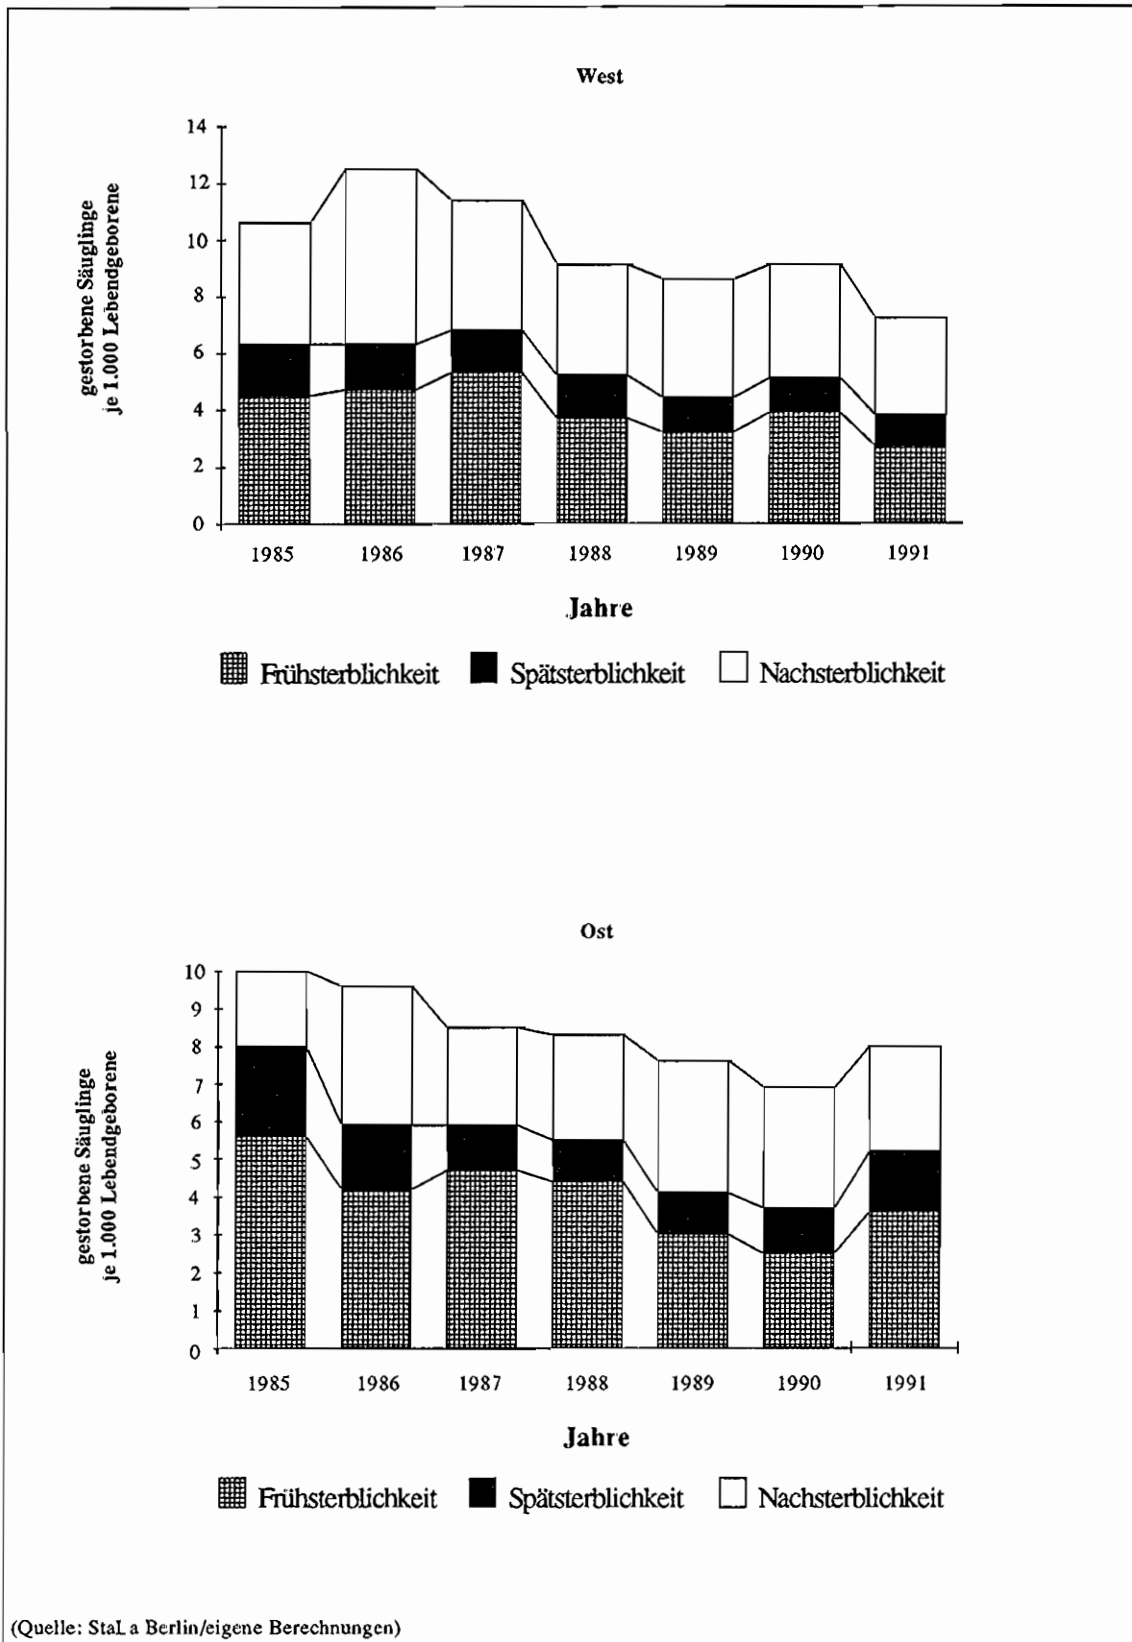 West
gestorbene Säuglinge
je 1.000 Lebendgeborene
14
12
10
8
6
4
2
0
1985 1986 1987 1988 1989 1990 1991
Jahre
Frühsterblichkeit Spätsterblichkeit Nachsterblichkeit
Ost
gestorbene Säuglinge
je 1.000 Lebendgeborene
10
9
8
7
6
5
4
3
2
1
0
1985 1986 1987 1988 1989 1990 1991
Jahre
Frühsterblichkeit Spätsterblichkeit Nachsterblichkeit
(Quelle: StaLa Berlin/eigene Berechnungen)